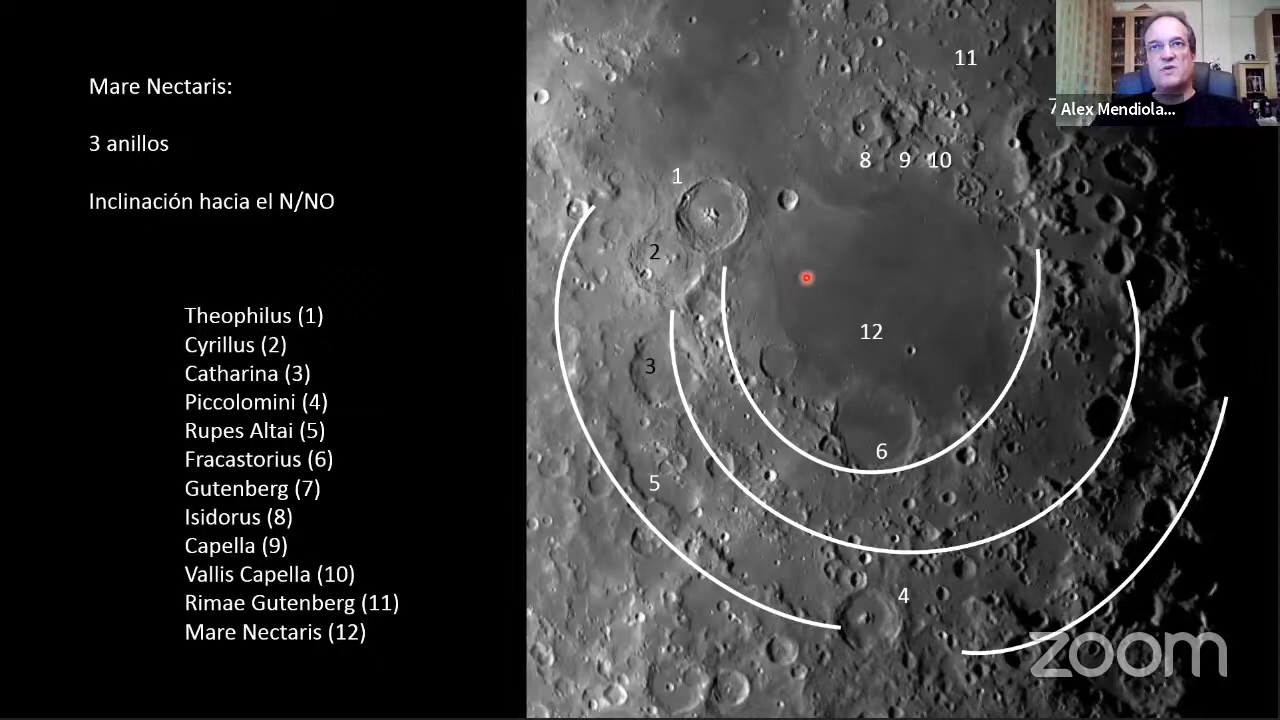 Mare Nectaris:
3 anillos
Inclinación hacia el N/NO
Theophilus (1)
Cyrillus (2)
Catharina (3)
Piccolomini (4)
Rupes Altai (5)
Fracastorius (6)
Gutenberg (7)
Isidorus (8)
Capella (9)
Vallis Capella (10)
Rimae Gutenberg (11)
Mare Nectaris (12)
11
7
Alex Mendiola...
8 9 10
1
2
12
3
6
5
4
zoom